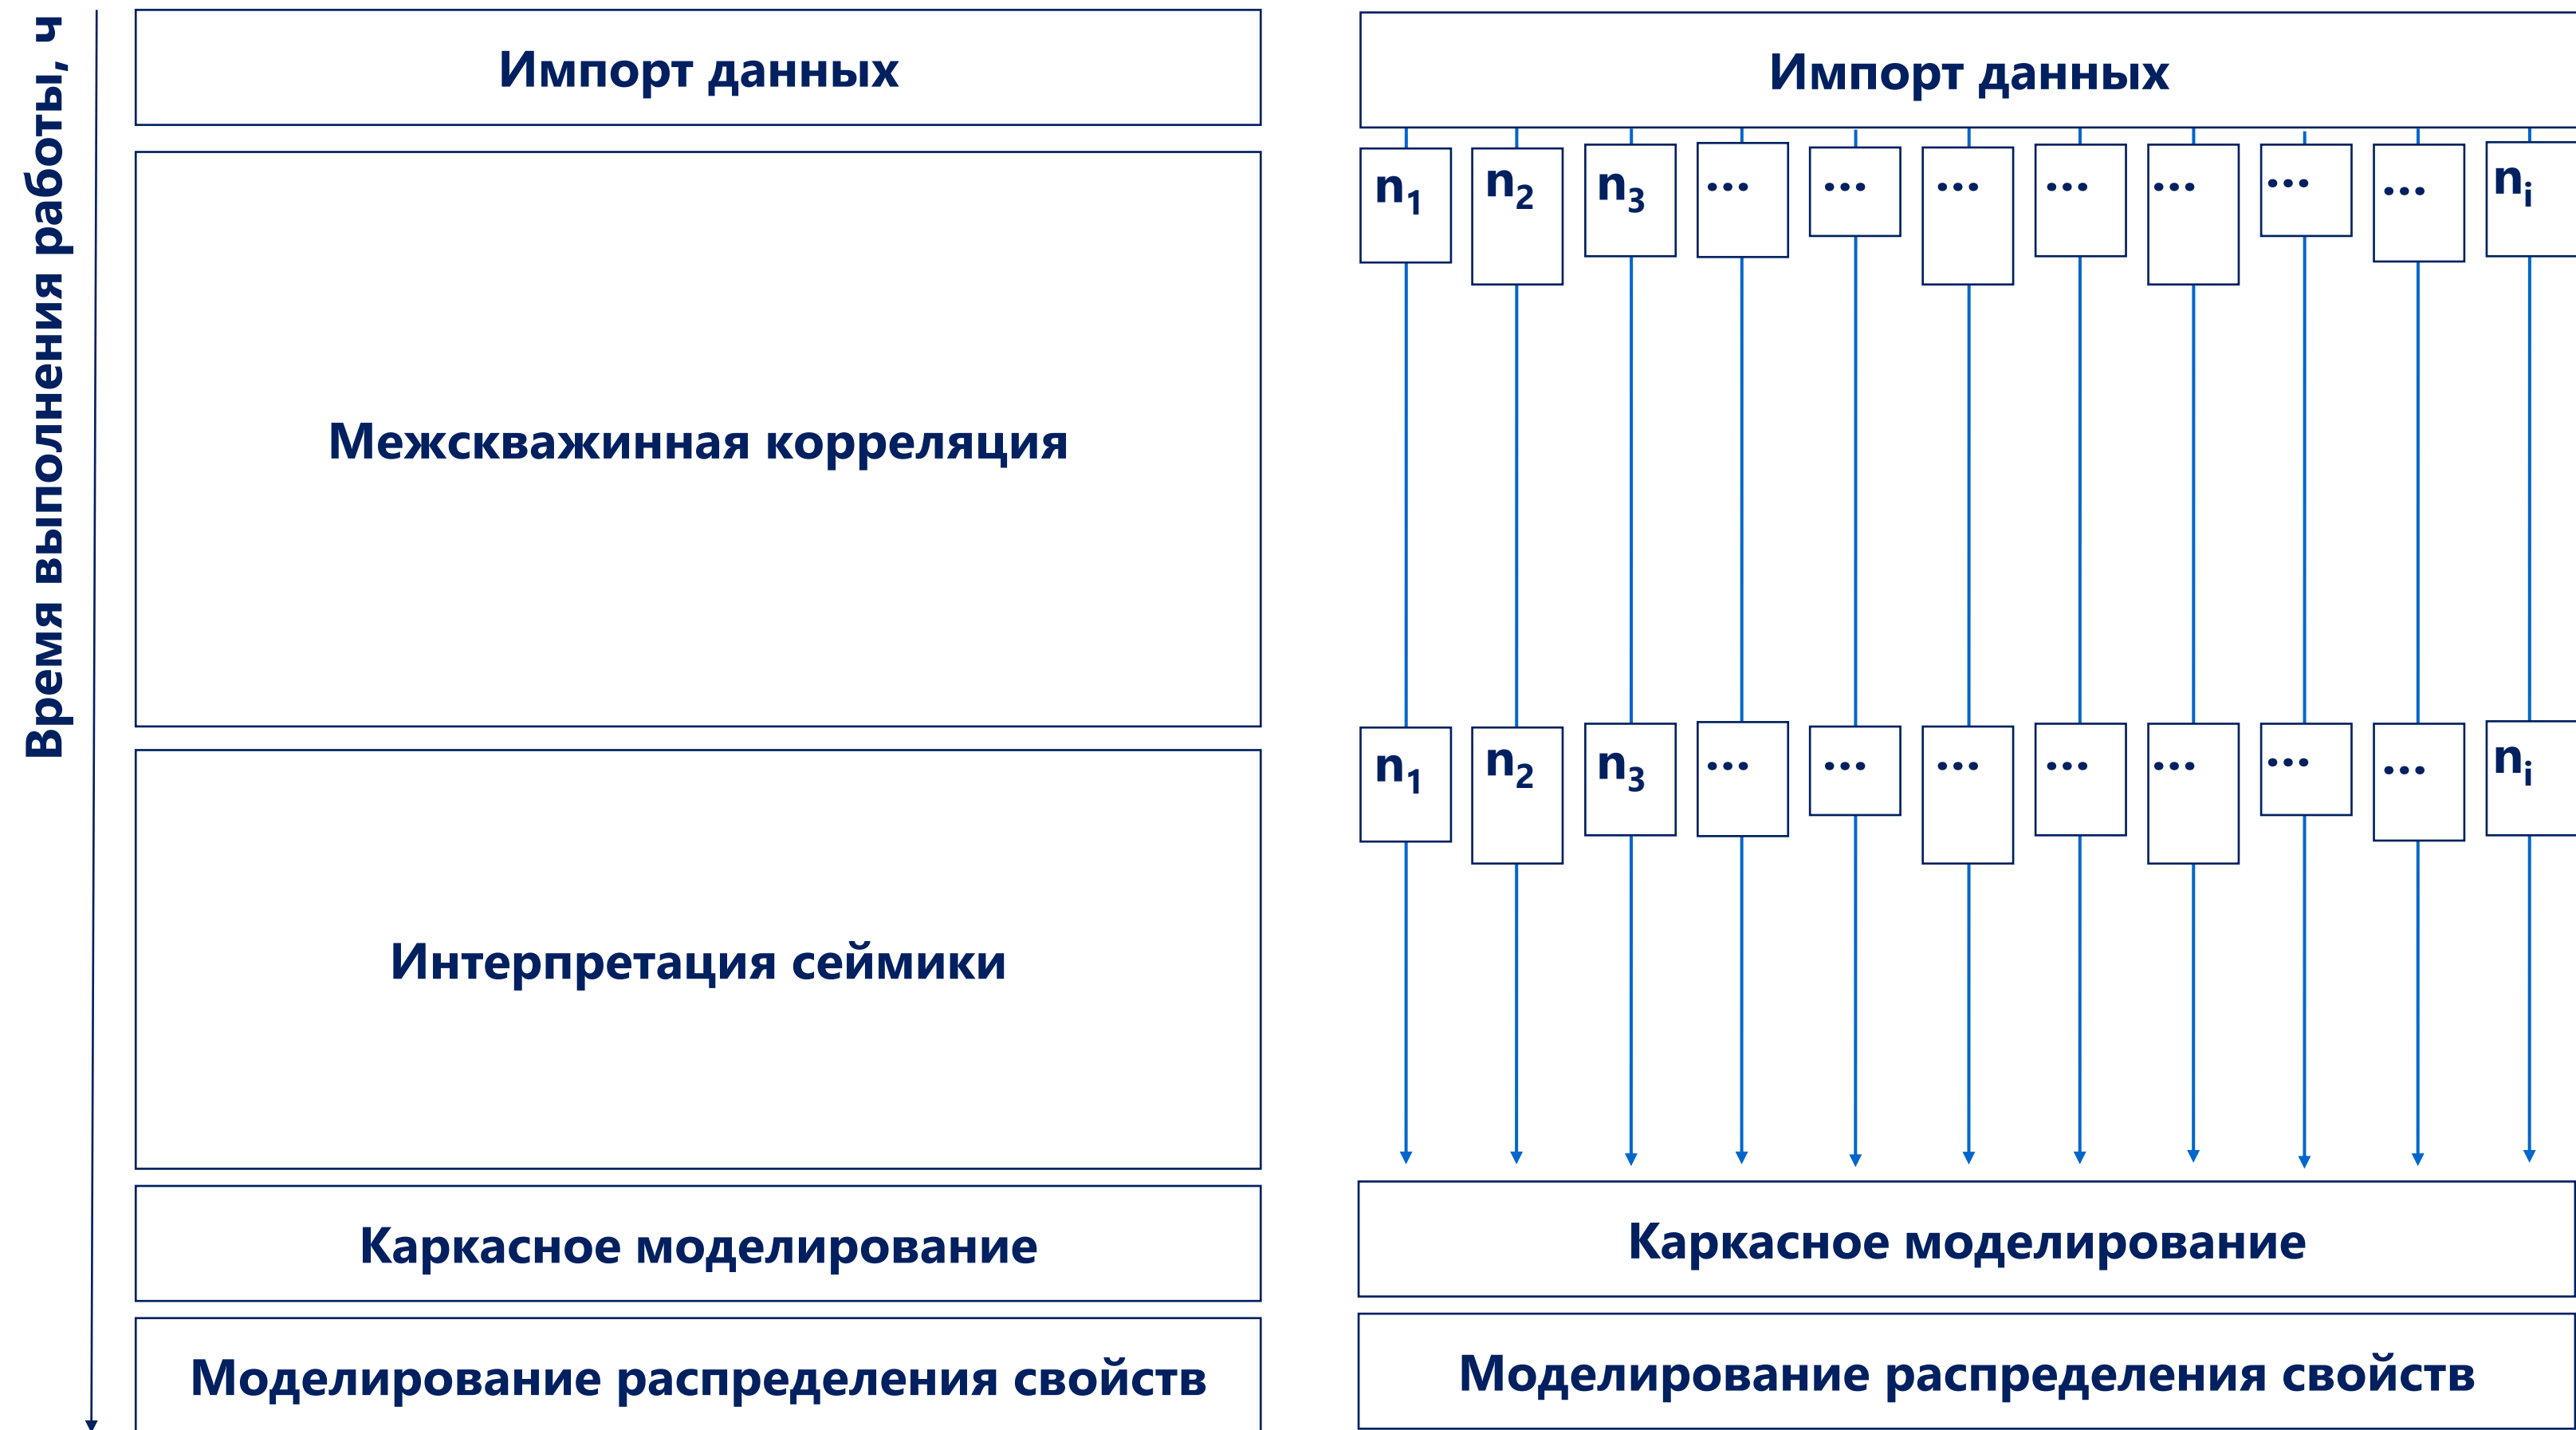 Время выполнения работы, ч
Импорт данных
Межскважинная корреляция
Интерпретация сеймики
Каркасное моделирование
Моделирование распределения свойств
Импорт данных
n1 n2 n3 ... ... ... ... ... ... ... ni
n1 n2 n3 ... ... ... ... ... ... ... ni
Каркасное моделирование
Моделирование распределения свойств